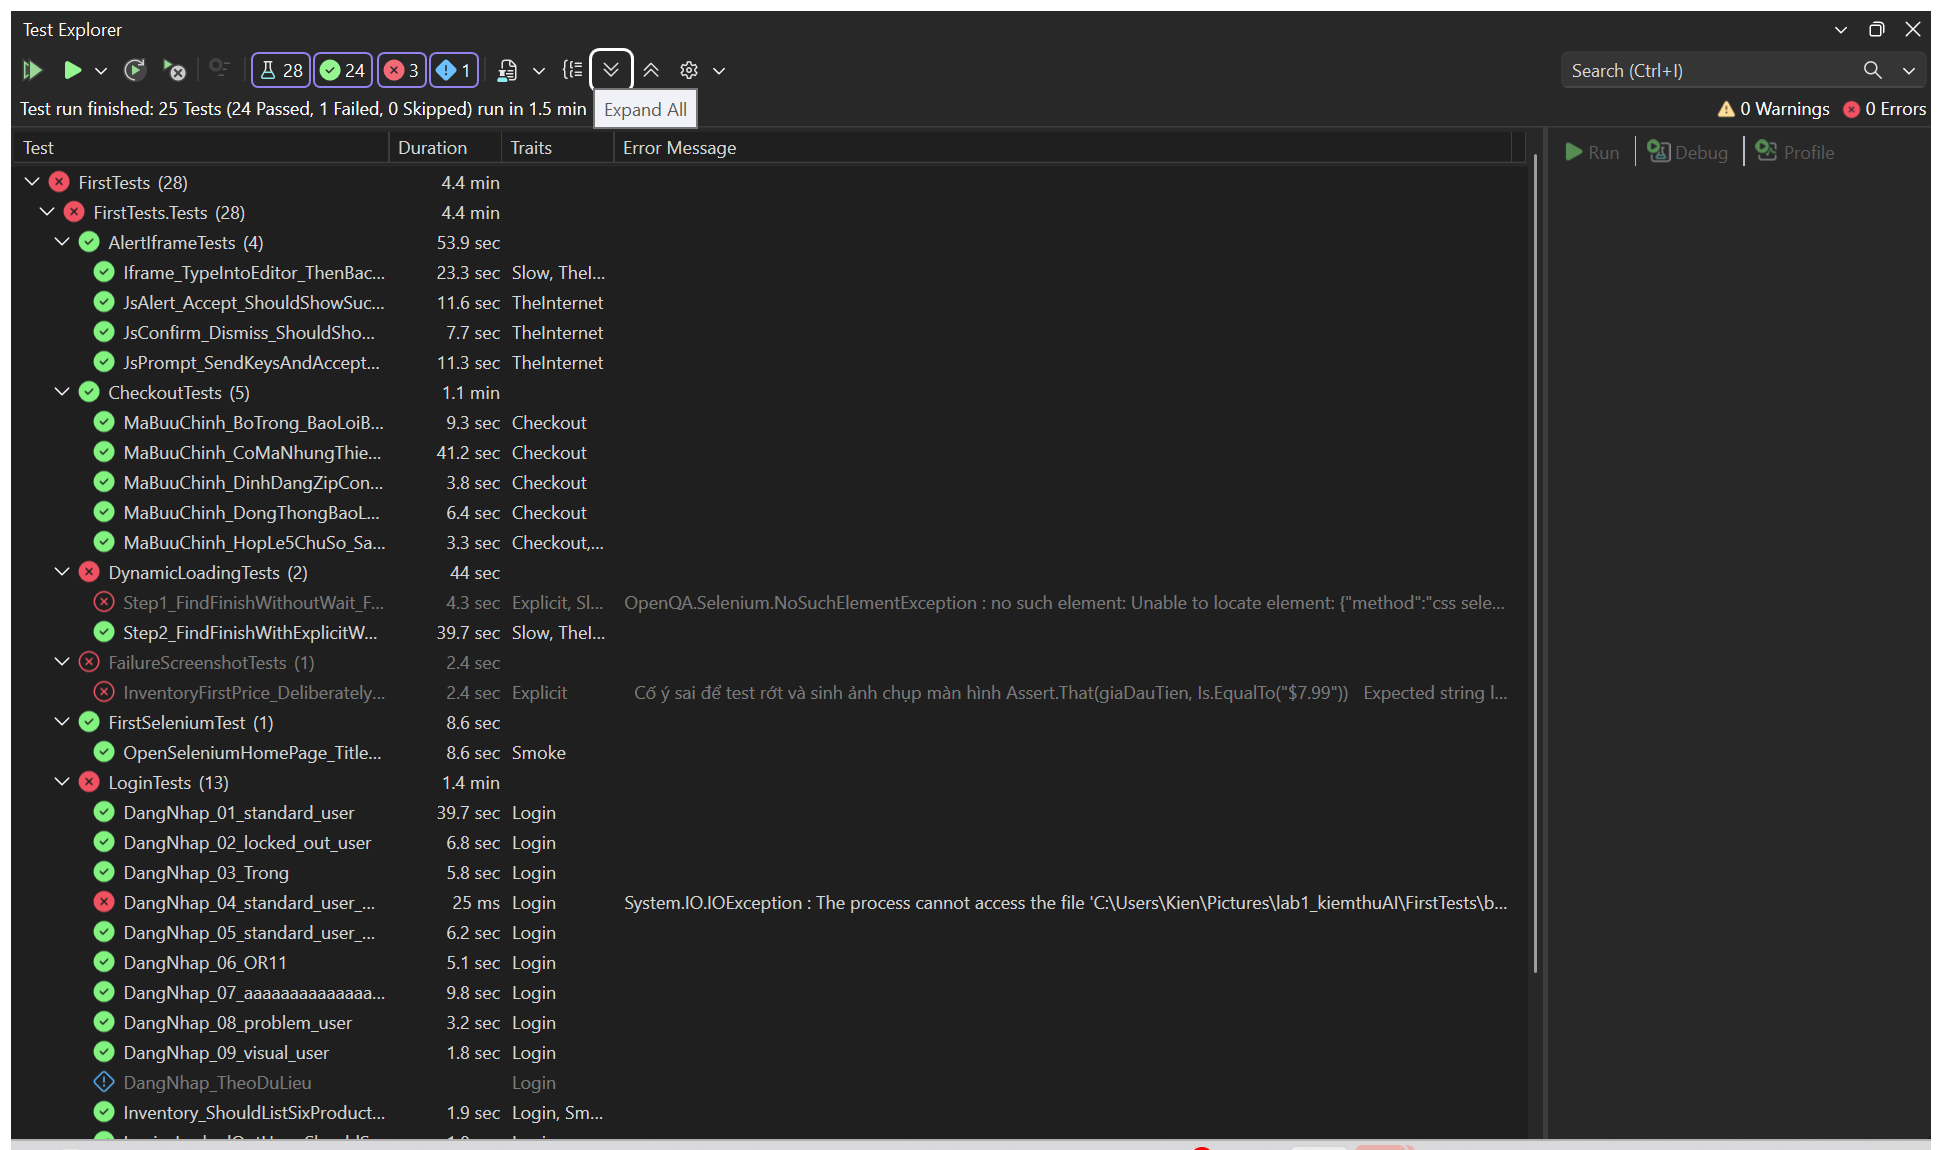 Test Explorer
28 24 3 1
Search (Ctrl+I)
Test run finished: 25 Tests (24 Passed, 1 Failed, 0 Skipped) run in 1.5 min
Expand All
0 Warnings 0 Errors
Test Duration Traits Error Message
Run Debug Profile
FirstTests (28) 4.4 min
FirstTests.Tests (28) 4.4 min
AlertIframeTests (4) 53.9 sec
Iframe_TypeIntoEditor_ThenBac... 23.3 sec Slow, TheI...
JsAlert_Accept_ShouldShowSuc... 11.6 sec TheInternet
JsConfirm_Dismiss_ShouldSho... 7.7 sec TheInternet
JsPrompt_SendKeysAndAccept... 11.3 sec TheInternet
CheckoutTests (5) 1.1 min
MaBuuChinh_BoTrong_BaoLoiB... 9.3 sec Checkout
MaBuuChinh_CoMaNhungThie... 41.2 sec Checkout
MaBuuChinh_DinhDangZipCon... 3.8 sec Checkout
MaBuuChinh_DongThongBaoL... 6.4 sec Checkout
MaBuuChinh_HopLe5ChuSo_Sa... 3.3 sec Checkout,...
DynamicLoadingTests (2) 44 sec
Step1_FindFinishWithoutWait_F... 4.3 sec Explicit, Sl... OpenQA.Selenium.NoSuchElementException : no such element: Unable to locate element: {"method":"css sele...
Step2_FindFinishWithExplicitW... 39.7 sec Slow, TheI...
FailureScreenshotTests (1) 2.4 sec
InventoryFirstPrice_Deliberately... 2.4 sec Explicit Cố ý sai để test rớt và sinh ảnh chụp màn hình Assert.That(giaDauTien, Is.EqualTo("$7.99")) Expected string l...
FirstSeleniumTest (1) 8.6 sec
OpenSeleniumHomePage_Title... 8.6 sec Smoke
LoginTests (13) 1.4 min
DangNhap_01_standard_user 39.7 sec Login
DangNhap_02_locked_out_user 6.8 sec Login
DangNhap_03_Trong 5.8 sec Login
DangNhap_04_standard_user_... 25 ms Login System.IO.IOException : The process cannot access the file 'C:\Users\Kien\Pictures\lab1_kiemthuAI\FirstTests\b...
DangNhap_05_standard_user_... 6.2 sec Login
DangNhap_06_OR11 5.1 sec Login
DangNhap_07_aaaaaaaaaaaaaa... 9.8 sec Login
DangNhap_08_problem_user 3.2 sec Login
DangNhap_09_visual_user 1.8 sec Login
DangNhap_TheoDuLieu Login
Inventory_ShouldListSixProduct... 1.9 sec Login, Sm...